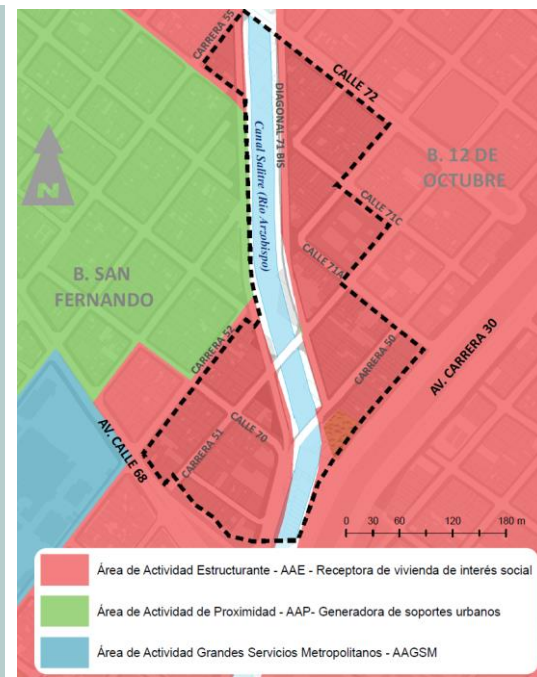 CARRERA 55
CALLE 72
DIAGONAL 71 BIS
Canal Salitre (Rio Arzobispo)
B. 12 DE
OCTUBRE
N
CALLE 71C
B. SAN
FERNANDO
CALLE 71A
CARRERA 52
CARRERA 50
AV. CARRERA 30
AV. CALLE 68
CALLE 70
CARRERA 51
0 30 60 120 180 m
Área de Actividad Estructurante - AAE - Receptora de vivienda de interés social
Área de Actividad de Proximidad - AAP- Generadora de soportes urbanos
Área de Actividad Grandes Servicios Metropolitanos - AAGSM